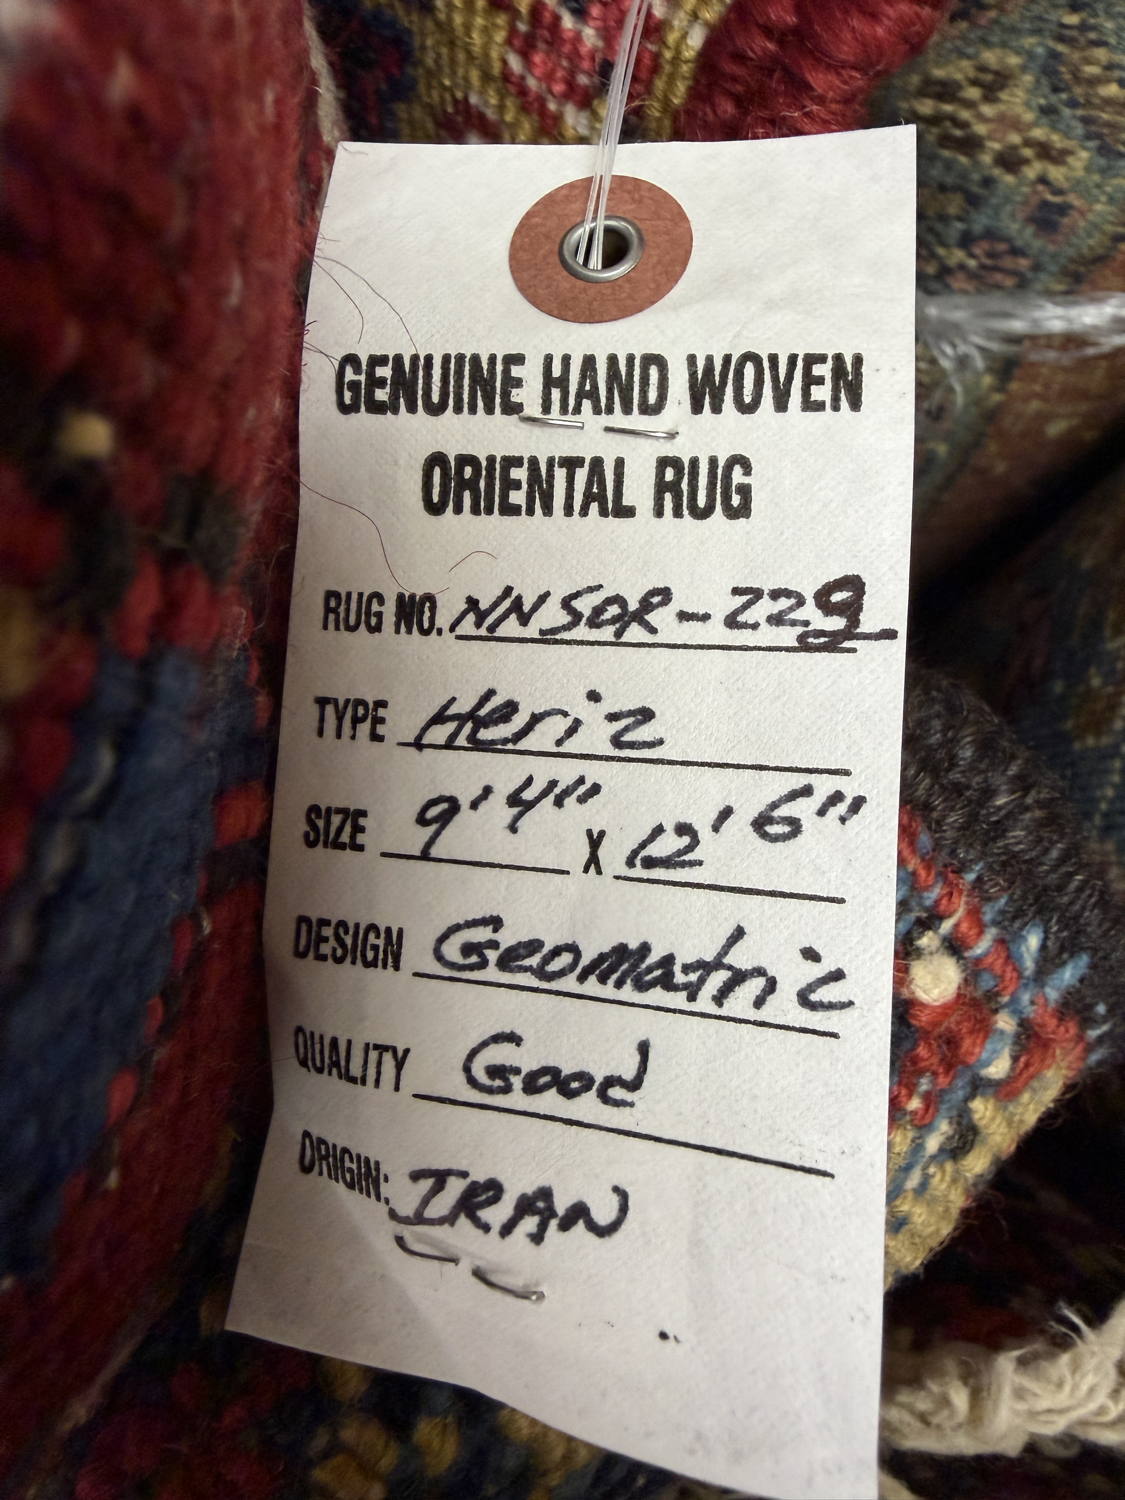 GENUINE HAND WOVEN
ORIENTAL RUG
RUG NO. NNSOR-229
TYPE Heriz
SIZE 9'4" X 12'6"
DESIGN Geomatric
QUALITY Good
ORIGIN: IRAN